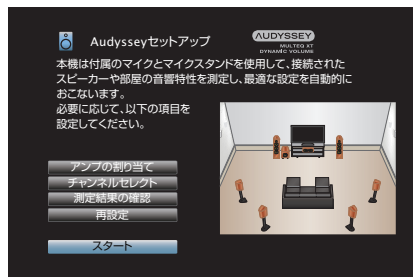 Audysseyセットアップ
AUDYSSEY
MULTEQ XT
DYNAMIC VOLUME
本機は付属のマイクとマイクスタンドを使用して、接続された
スピーカーや部屋の音響特性を測定し、最適な設定を自動的に
おこないます。
必要に応じて、以下の項目を
設定してください。
アンプの割り当て
チャンネルセレクト
測定結果の確認
再設定
スタート